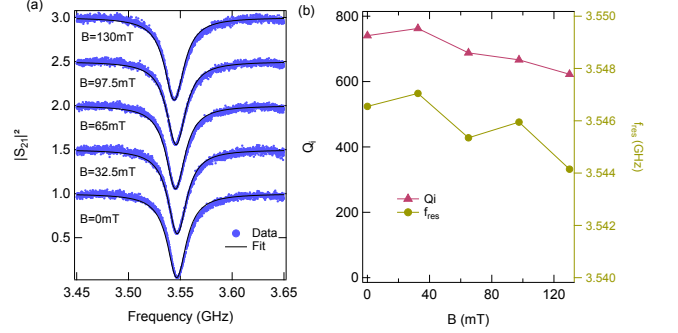 (a)
3.0
2.5
2.0
1.5
1.0
0.5
|S₂₁|²
B=130mT
B=97.5mT
B=65mT
B=32.5mT
B=0mT
Data
Fit
3.45
3.50
3.55
3.60
3.65
Frequency (GHz)
(b)
800
600
400
200
0
Qᵢ
Qi
f_res
0
40
80
120
B (mT)
3.550
3.548
3.546
3.544
3.542
3.540
f_res (GHz)